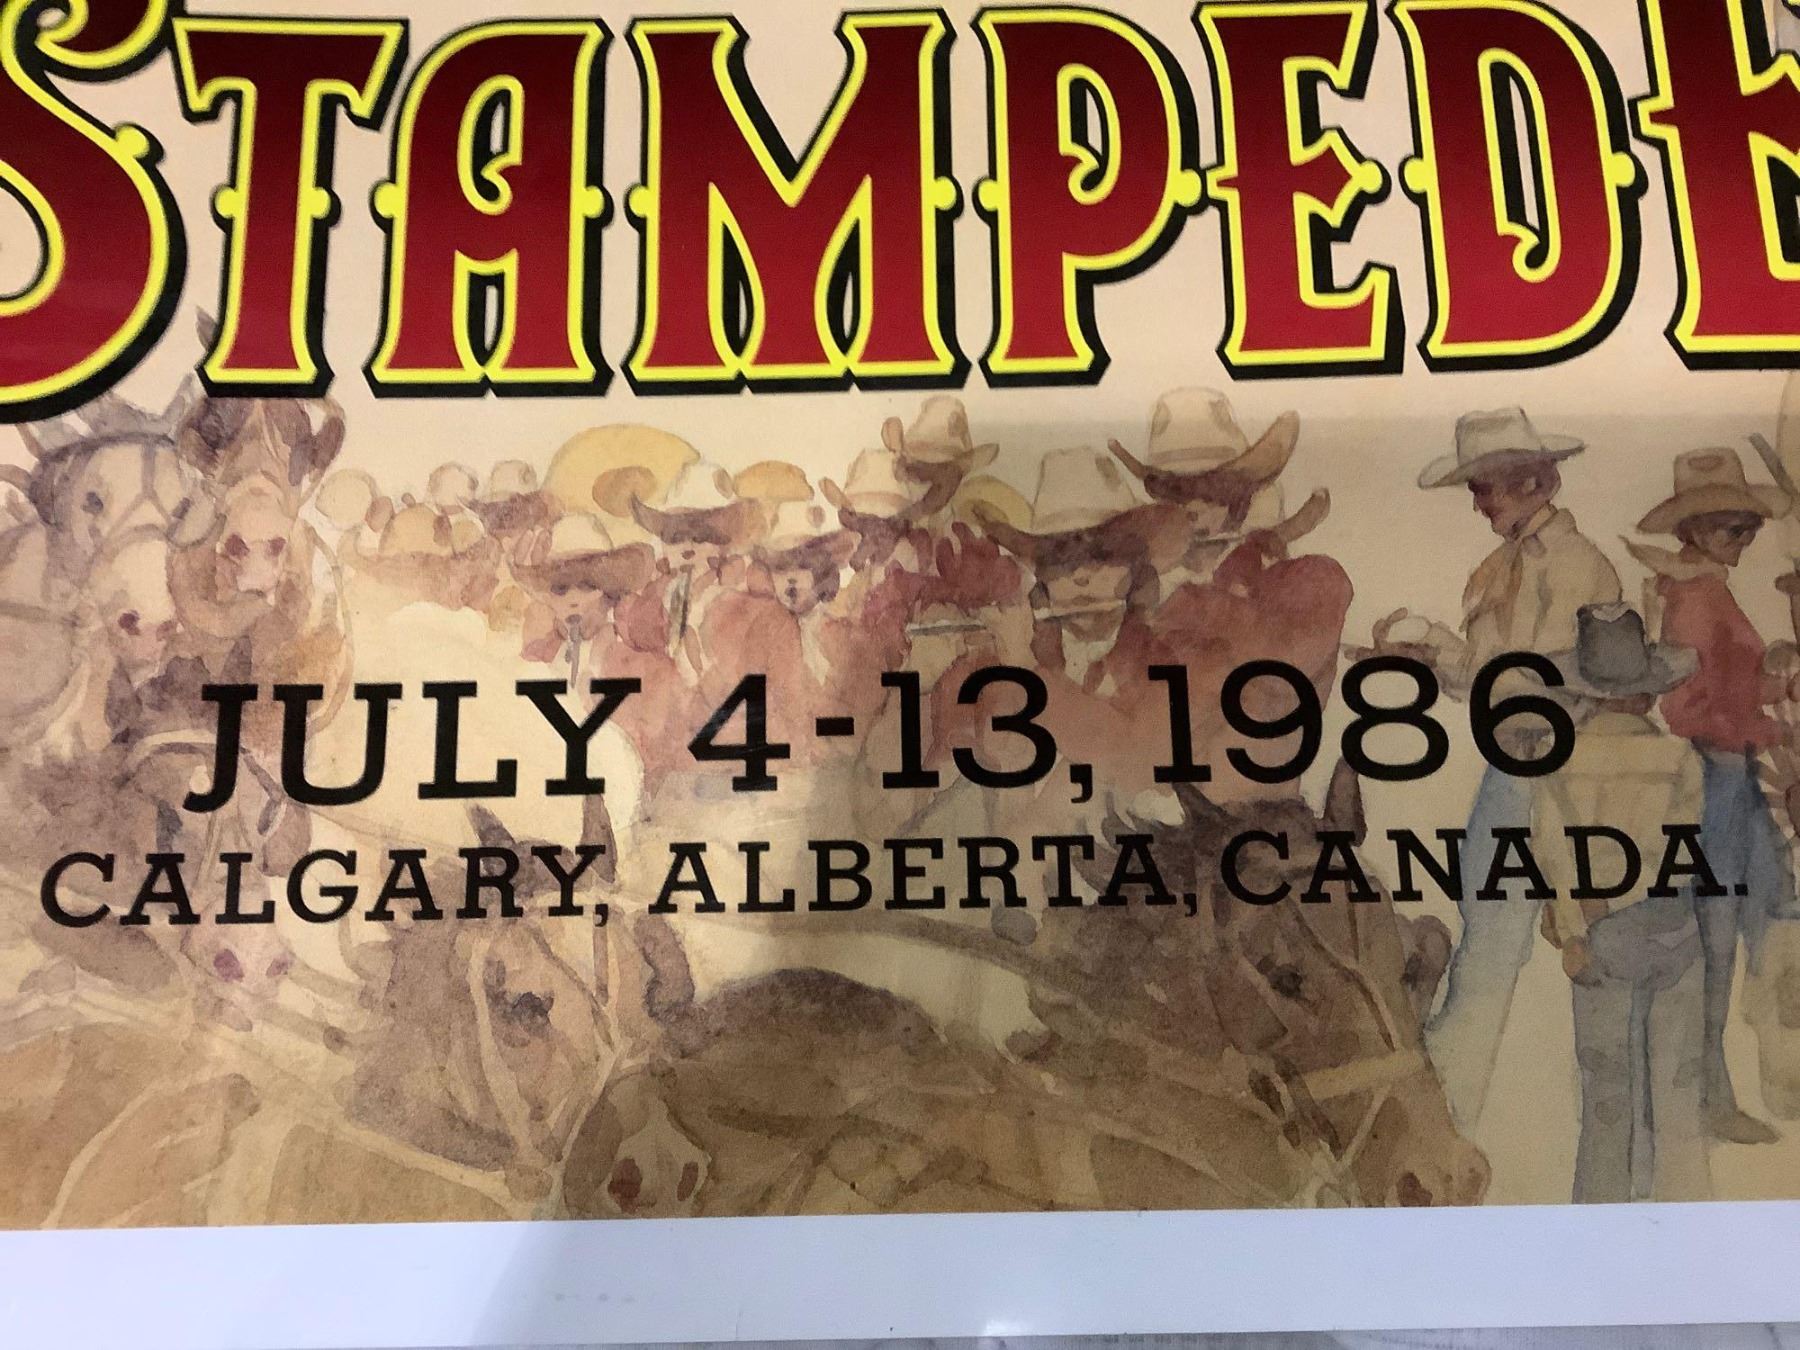 STAMPEDE
JULY 4-13, 1986
CALGARY, ALBERTA, CANADA.